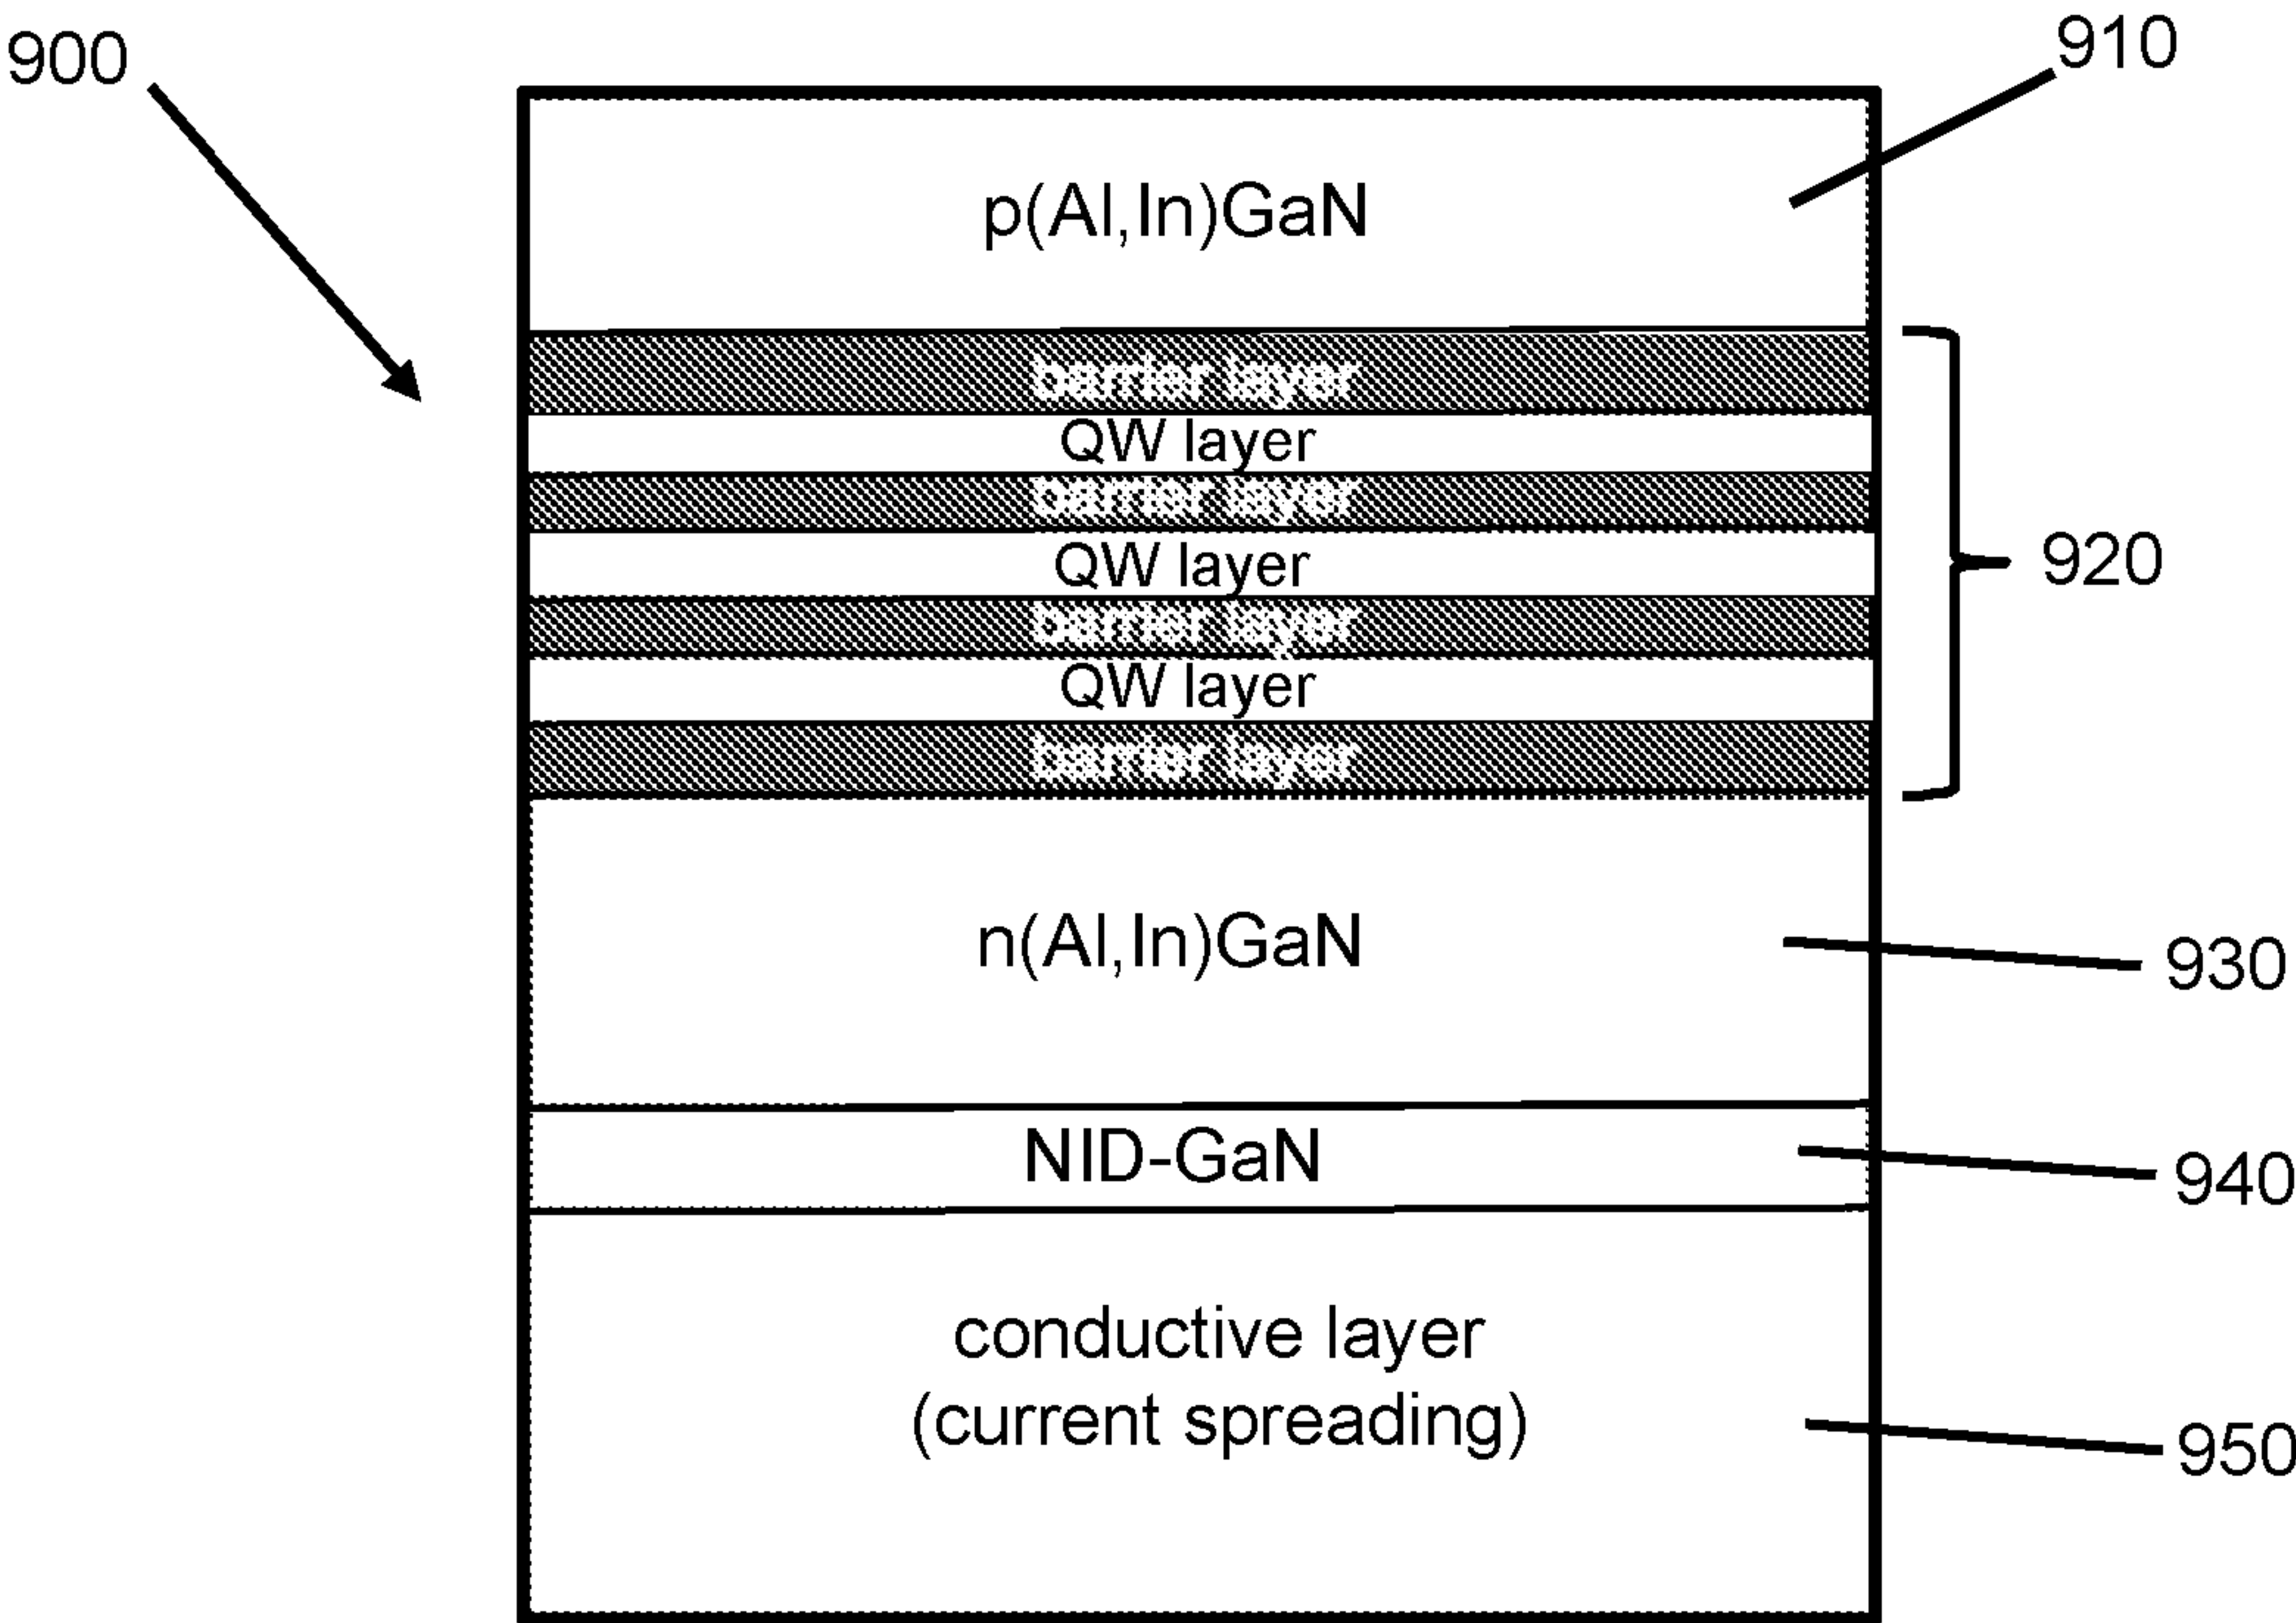 900
910
p(Al,In)GaN
barrier layer
QW layer
barrier layer
QW layer
920
barrier layer
QW layer
barrier layer
n(Al,In)GaN
930
NID-GaN
940
conductive layer
(current spreading)
950